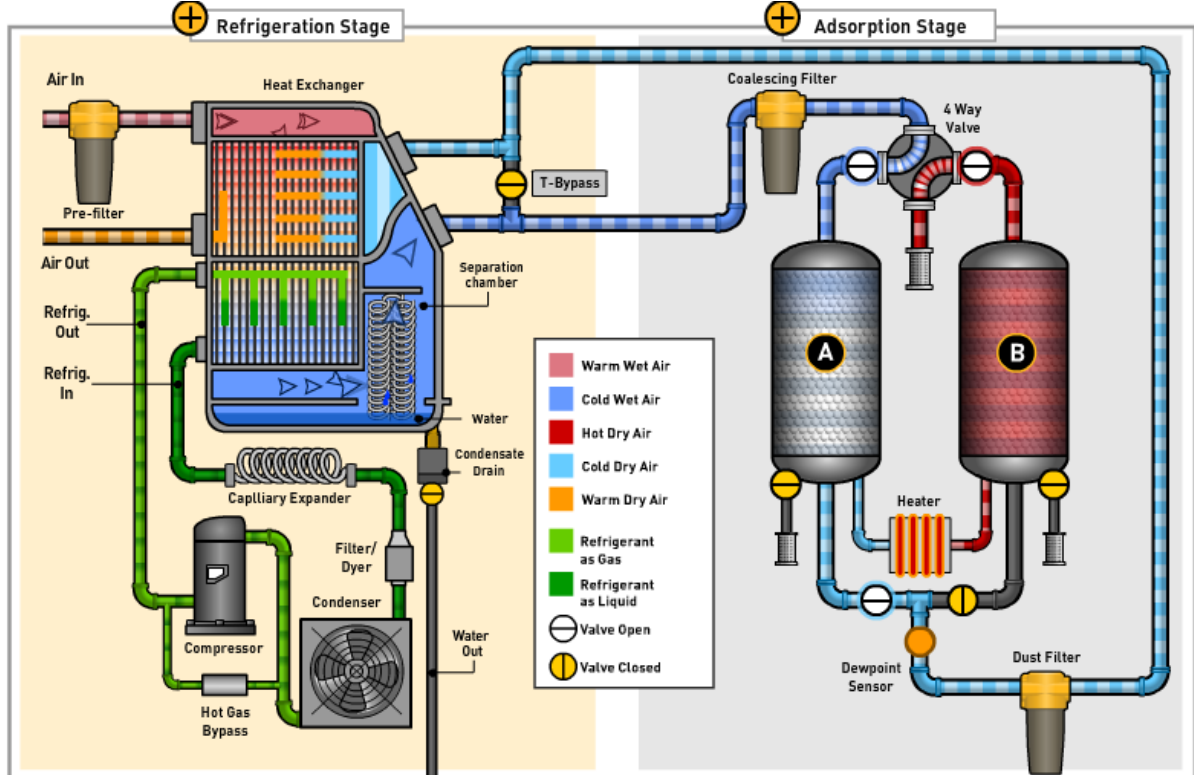 Refrigeration Stage
Adsorption Stage
Air In
Heat Exchanger
Coalescing Filter
4 Way
Valve
T-Bypass
Pre-filter
Air Out
Separation
chamber
Refrig.
Out
Refrig.
In
A
B
Warm Wet Air
Cold Wet Air
Hot Dry Air
Cold Dry Air
Warm Dry Air
Refrigerant
as Gas
Refrigerant
as Liquid
Valve Open
Valve Closed
Water
Condensate
Drain
Caplliary Expander
Heater
Filter/
Dyer
Condenser
Compressor
Water
Out
Hot Gas
Bypass
Dewpoint
Sensor
Dust Filter